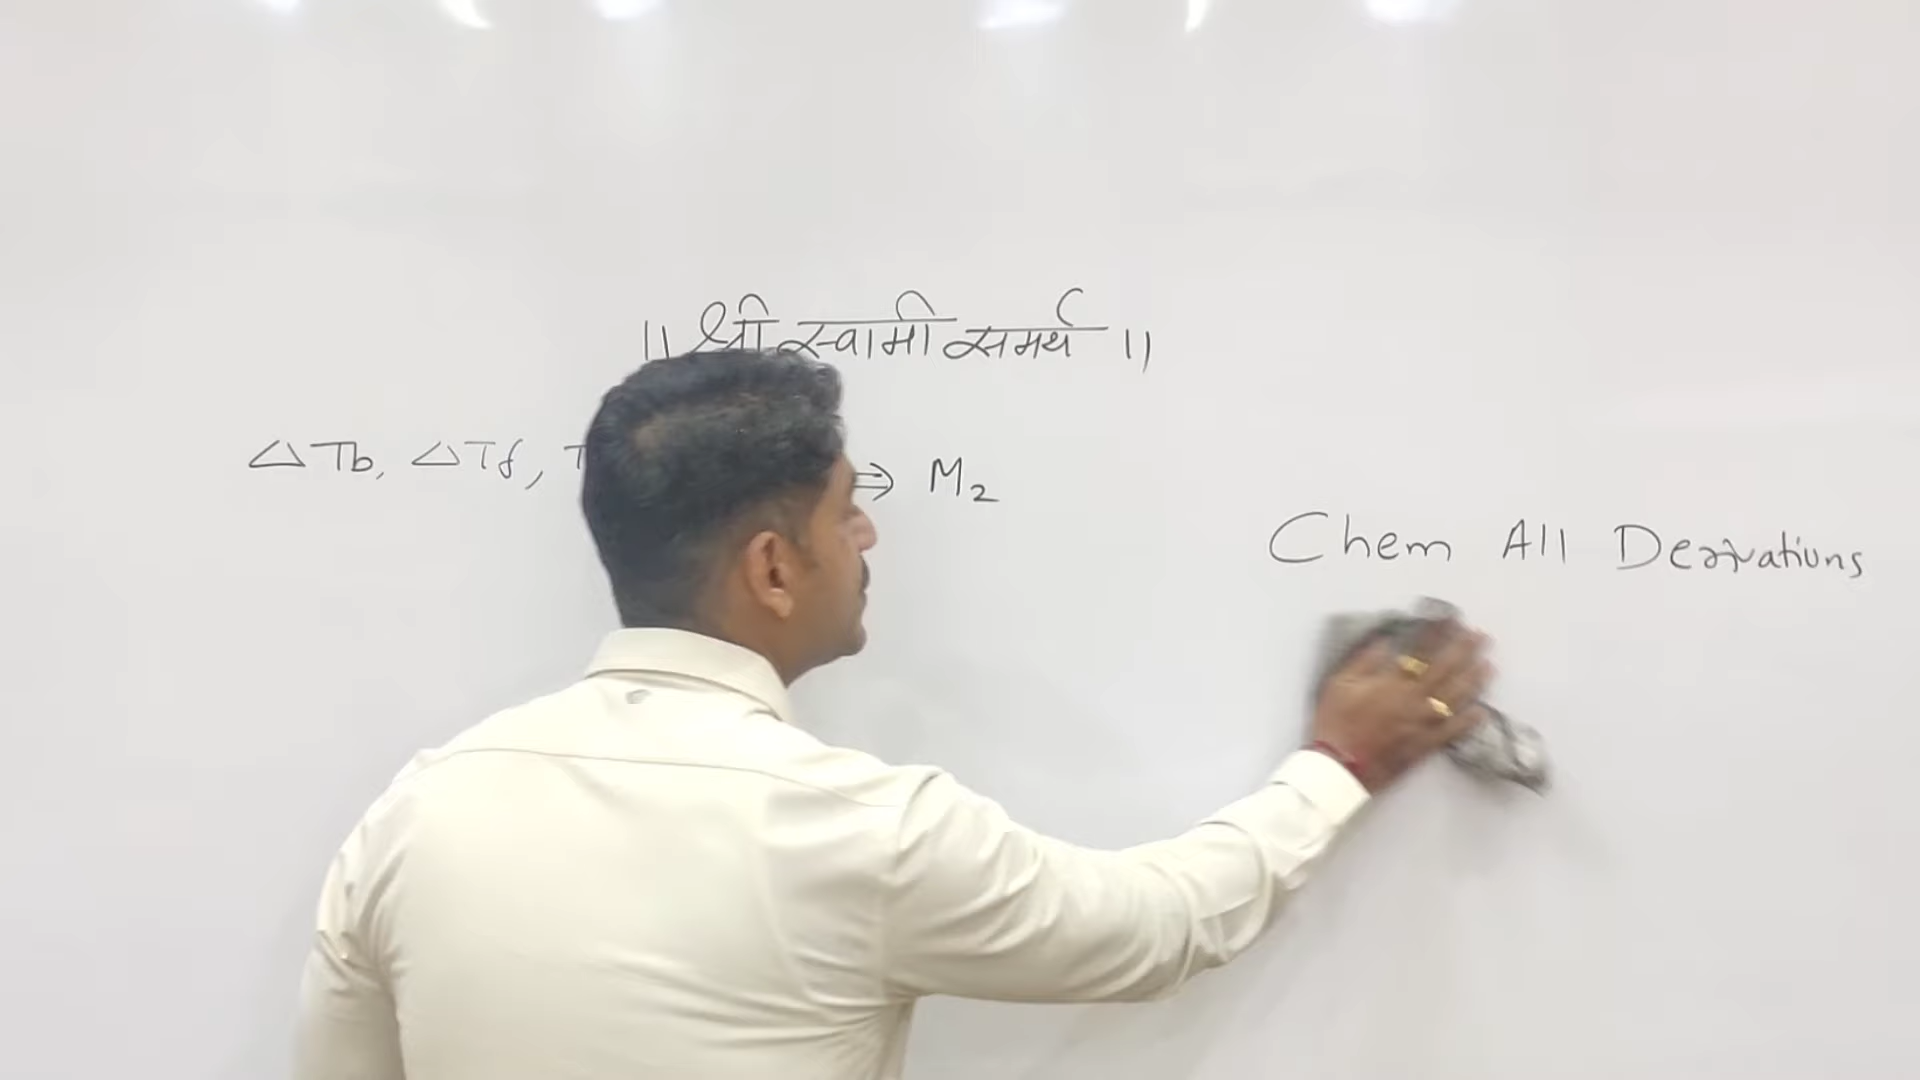 ॥ श्री स्वामी समर्थ ॥
△Tb, △Tf, ⇒ M₂
Chem All Derivations